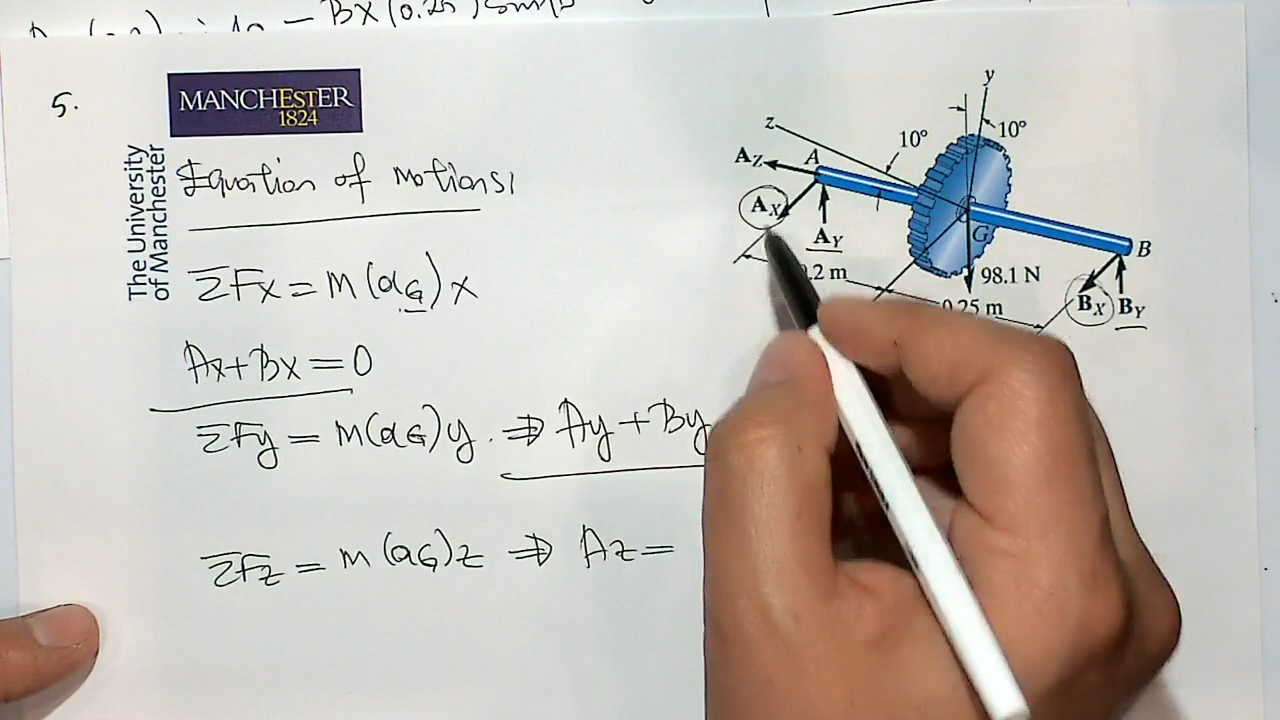 5.
MANCHESTER
1824
The University
of Manchester
Equation of motions,
ΣFx = m(aG)x
Ax+Bx=0
ΣFy = m(aG)y. ⇒ Ay+By
ΣFz = m(aG)z ⇒ Az=
y
10°
10°
z
AZ
A
AX
AY
.2 m
G
98.1 N
0.25 m
B
BX
BY